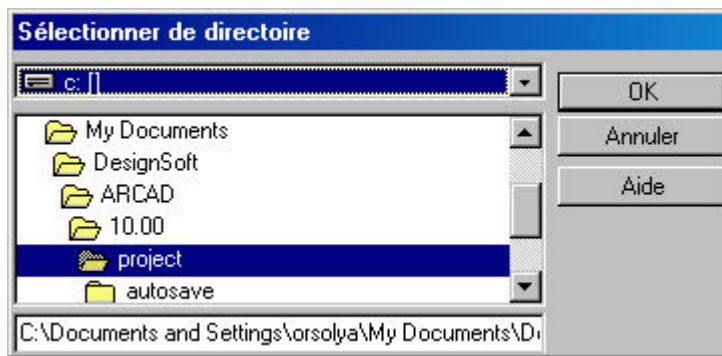 Sélectionner de directoire
c: []
OK
My Documents
Annuler
DesignSoft
ARCAD
Aide
10.00
project
autosave
C:\Documents and Settings\orsolya\My Documents\D